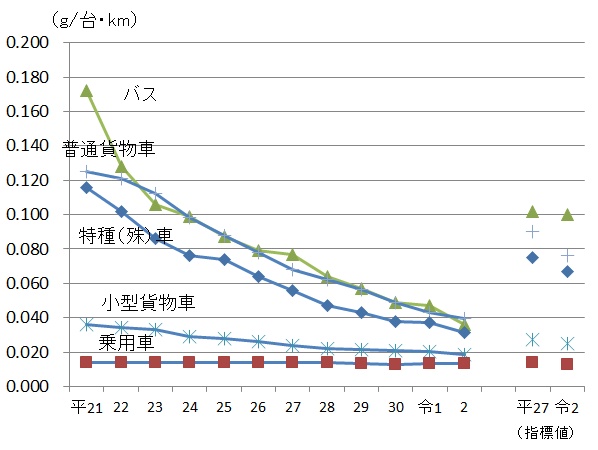 （g/台・km）
0.200
0.180
0.160
0.140
0.120
0.100
0.080
0.060
0.040
0.020
0.000
バス
普通貨物車
特種（殊）車
小型貨物車
乗用車
平21 22 23 24 25 26 27 28 29 30 令1 2 平27 令2
（指標値）